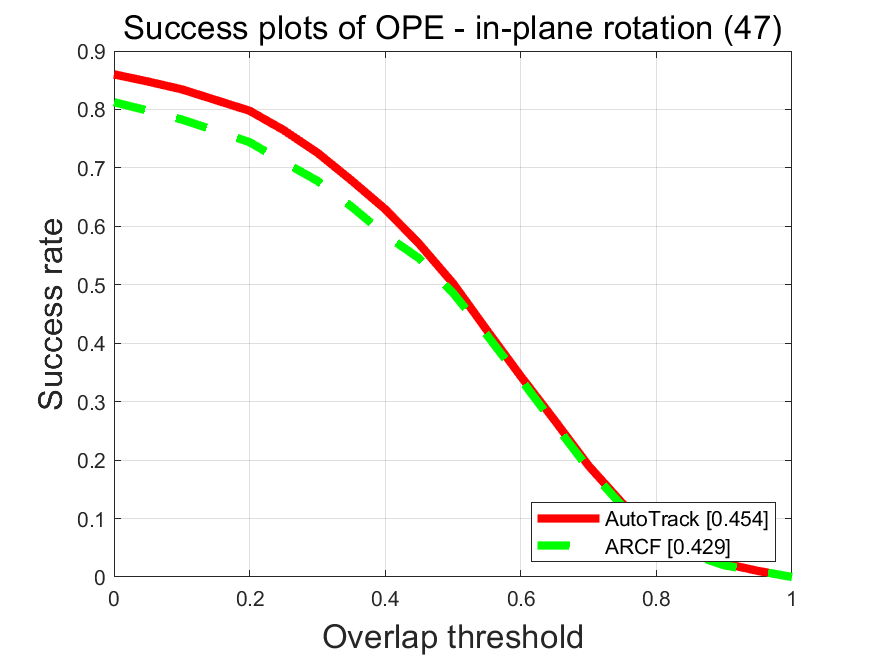 Success plots of OPE - in-plane rotation (47)
0.9
0.8
0.7
0.6
0.5
0.4
0.3
0.2
0.1
0
Success rate
AutoTrack [0.454]
ARCF [0.429]
0 0.2 0.4 0.6 0.8 1
Overlap threshold